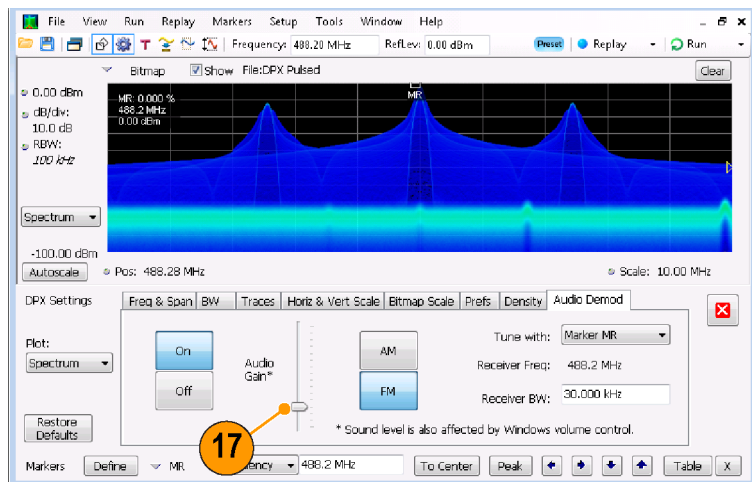 File View Run Replay Markers Setup Tools Window Help
Frequency: 488.20 MHz RefLev: 0.00 dBm Preset Replay Run
Bitmap Show File:DPX Pulsed Clear
0.00 dBm
dB/div:
10.0 dB
RBW:
100 kHz
Spectrum
-100.00 dBm
Autoscale
MR: 0.000 %
488.2 MHz
0.00 dBm
MR
Pos: 488.28 MHz Scale: 10.00 MHz
DPX Settings Freq & Span BW Traces Horiz & Vert Scale Bitmap Scale Prefs Density Audio Demod
Plot:
Spectrum
Restore
Defaults
On
Off
Audio
Gain*
AM
FM
Tune with: Marker MR
Receiver Freq: 488.2 MHz
Receiver BW: 30.000 kHz
* Sound level is also affected by Windows volume control.
17
Markers Define MR 488.2 MHz To Center Peak Table X